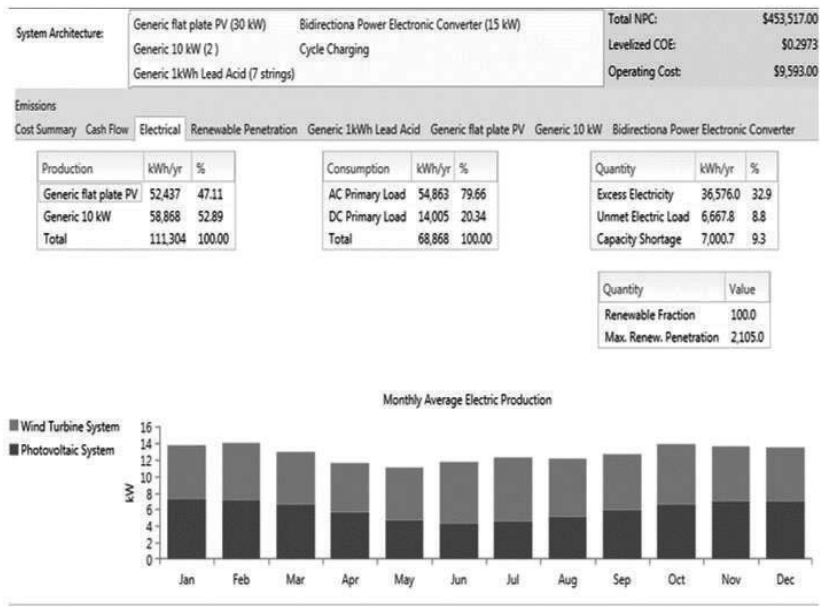 System Architecture:
Generic flat plate PV (30 kW)
Generic 10 kW (2 )
Generic 1kWh Lead Acid (7 strings)
Bidirectiona Power Electronic Converter (15 kW)
Cycle Charging
Total NPC: $453,517.00
Levelized COE: $0.2973
Operating Cost: $9,593.00
Emissions
Cost Summary Cash Flow Electrical Renewable Penetration Generic 1kWh Lead Acid Generic flat plate PV Generic 10 kW Bidirectiona Power Electronic Converter
Production kWh/yr %
Generic flat plate PV 52,437 47.11
Generic 10 kW 58,868 52.89
Total 111,304 100.00
Consumption kWh/yr %
AC Primary Load 54,863 79.66
DC Primary Load 14,005 20.34
Total 68,868 100.00
Quantity kWh/yr %
Excess Electricity 36,576.0 32.9
Unmet Electric Load 6,667.8 8.8
Capacity Shortage 7,000.7 9.3
Quantity Value
Renewable Fraction 100.0
Max. Renew. Penetration 2,105.0
Monthly Average Electric Production
Wind Turbine System
Photovoltaic System
kW
16
14
12
10
8
6
4
2
0
Jan Feb Mar Apr May Jun Jul Aug Sep Oct Nov Dec